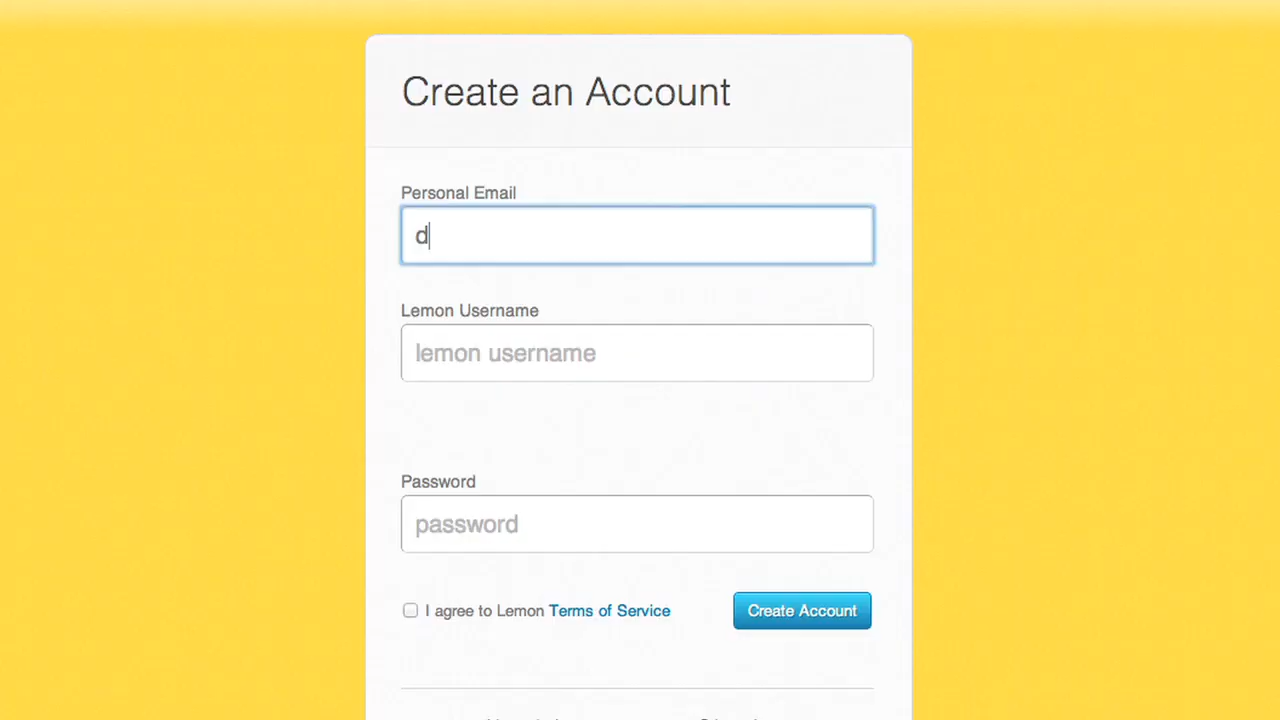 Create an Account
Personal Email
d
Lemon Username
lemon username
Password
password
I agree to Lemon Terms of Service
Create Account